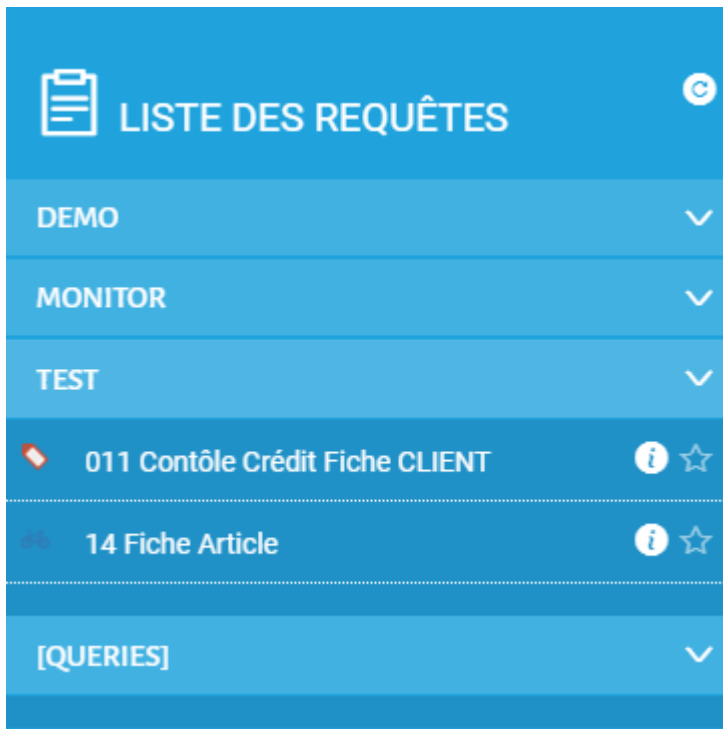 LISTE DES REQUÊTES
DEMO
MONITOR
TEST
011 Contôle Crédit Fiche CLIENT
14 Fiche Article
[QUERIES]